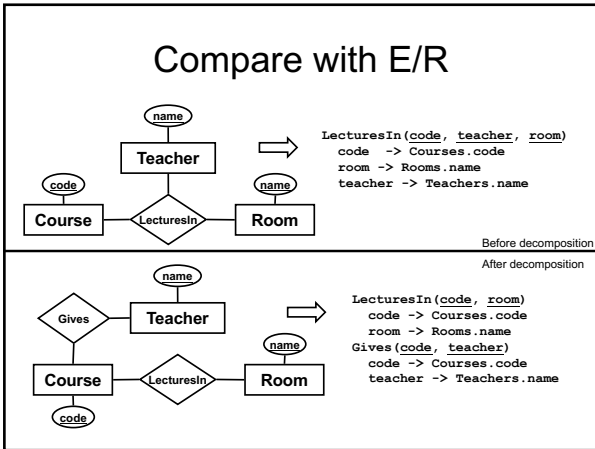 Compare with E/R
name
Teacher
code
name
Course
LecturesIn
Room
LecturesIn(code, teacher, room)
code -> Courses.code
room -> Rooms.name
teacher -> Teachers.name
Before decomposition
After decomposition
name
Gives
Teacher
name
Course
LecturesIn
Room
code
LecturesIn(code, room)
code -> Courses.code
room -> Rooms.name
Gives(code, teacher)
code -> Courses.code
teacher -> Teachers.name